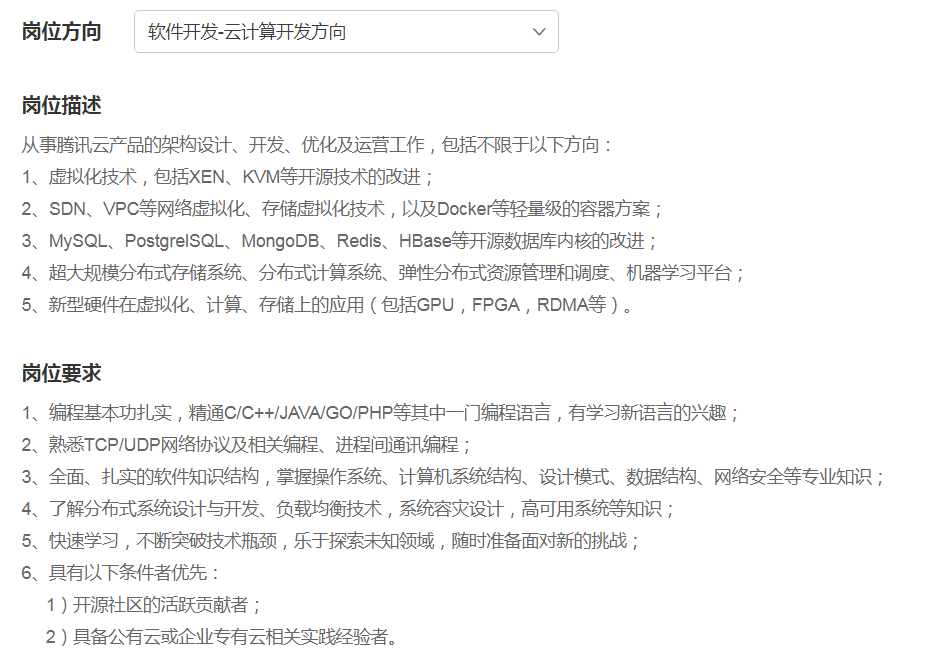 岗位方向 软件开发-云计算开发方向
岗位描述
从事腾讯云产品的架构设计、开发、优化及运营工作，包括不限于以下方向：
1、虚拟化技术，包括XEN、KVM等开源技术的改进；
2、SDN、VPC等网络虚拟化、存储虚拟化技术，以及Docker等轻量级的容器方案；
3、MySQL、PostgrelSQL、MongoDB、Redis、HBase等开源数据库内核的改进；
4、超大规模分布式存储系统、分布式计算系统、弹性分布式资源管理和调度、机器学习平台；
5、新型硬件在虚拟化、计算、存储上的应用（包括GPU，FPGA，RDMA等）。
岗位要求
1、编程基本功扎实，精通C/C++/JAVA/GO/PHP等其中一门编程语言，有学习新语言的兴趣；
2、熟悉TCP/UDP网络协议及相关编程、进程间通讯编程；
3、全面、扎实的软件知识结构，掌握操作系统、计算机系统结构、设计模式、数据结构、网络安全等专业知识；
4、了解分布式系统设计与开发、负载均衡技术，系统容灾设计，高可用系统等知识；
5、快速学习，不断突破技术瓶颈，乐于探索未知领域，随时准备面对新的挑战；
6、具有以下条件者优先：
1）开源社区的活跃贡献者；
2）具备公有云或企业专有云相关实践经验者。